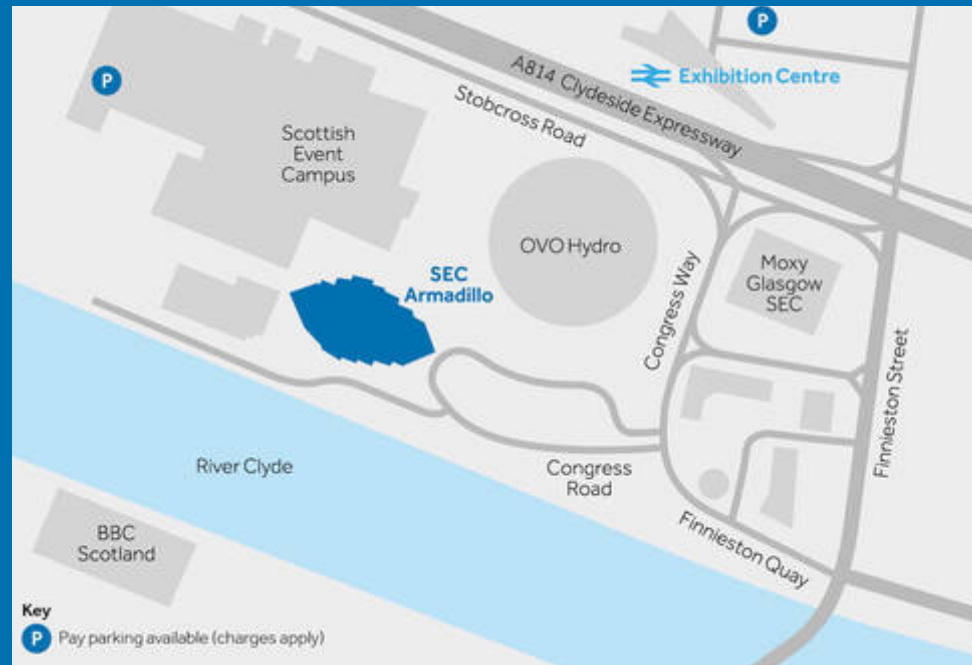 P
P
Exhibition Centre
A814 Clydeside Expressway
Stobcross Road
Scottish
Event
Campus
OVO Hydro
SEC
Armadillo
Congress Way
Moxy
Glasgow
SEC
Finnieston Street
River Clyde
Congress
Road
Finnieston Quay
BBC
Scotland
Key
P Pay parking available (charges apply)